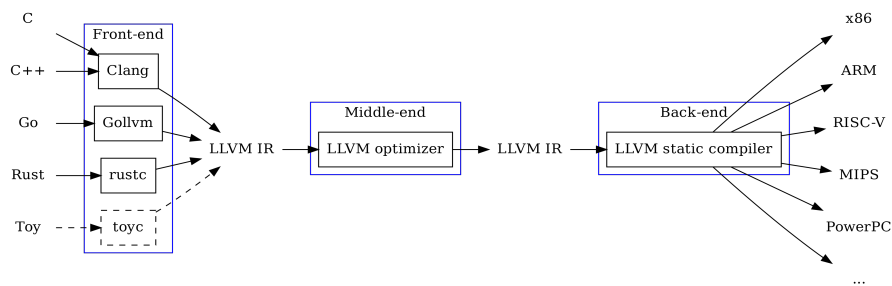 C
C++
Go
Rust
Toy
Front-end
Clang
Gollvm
rustc
toyc
LLVM IR
Middle-end
LLVM optimizer
LLVM IR
Back-end
LLVM static compiler
x86
ARM
RISC-V
MIPS
PowerPC
...